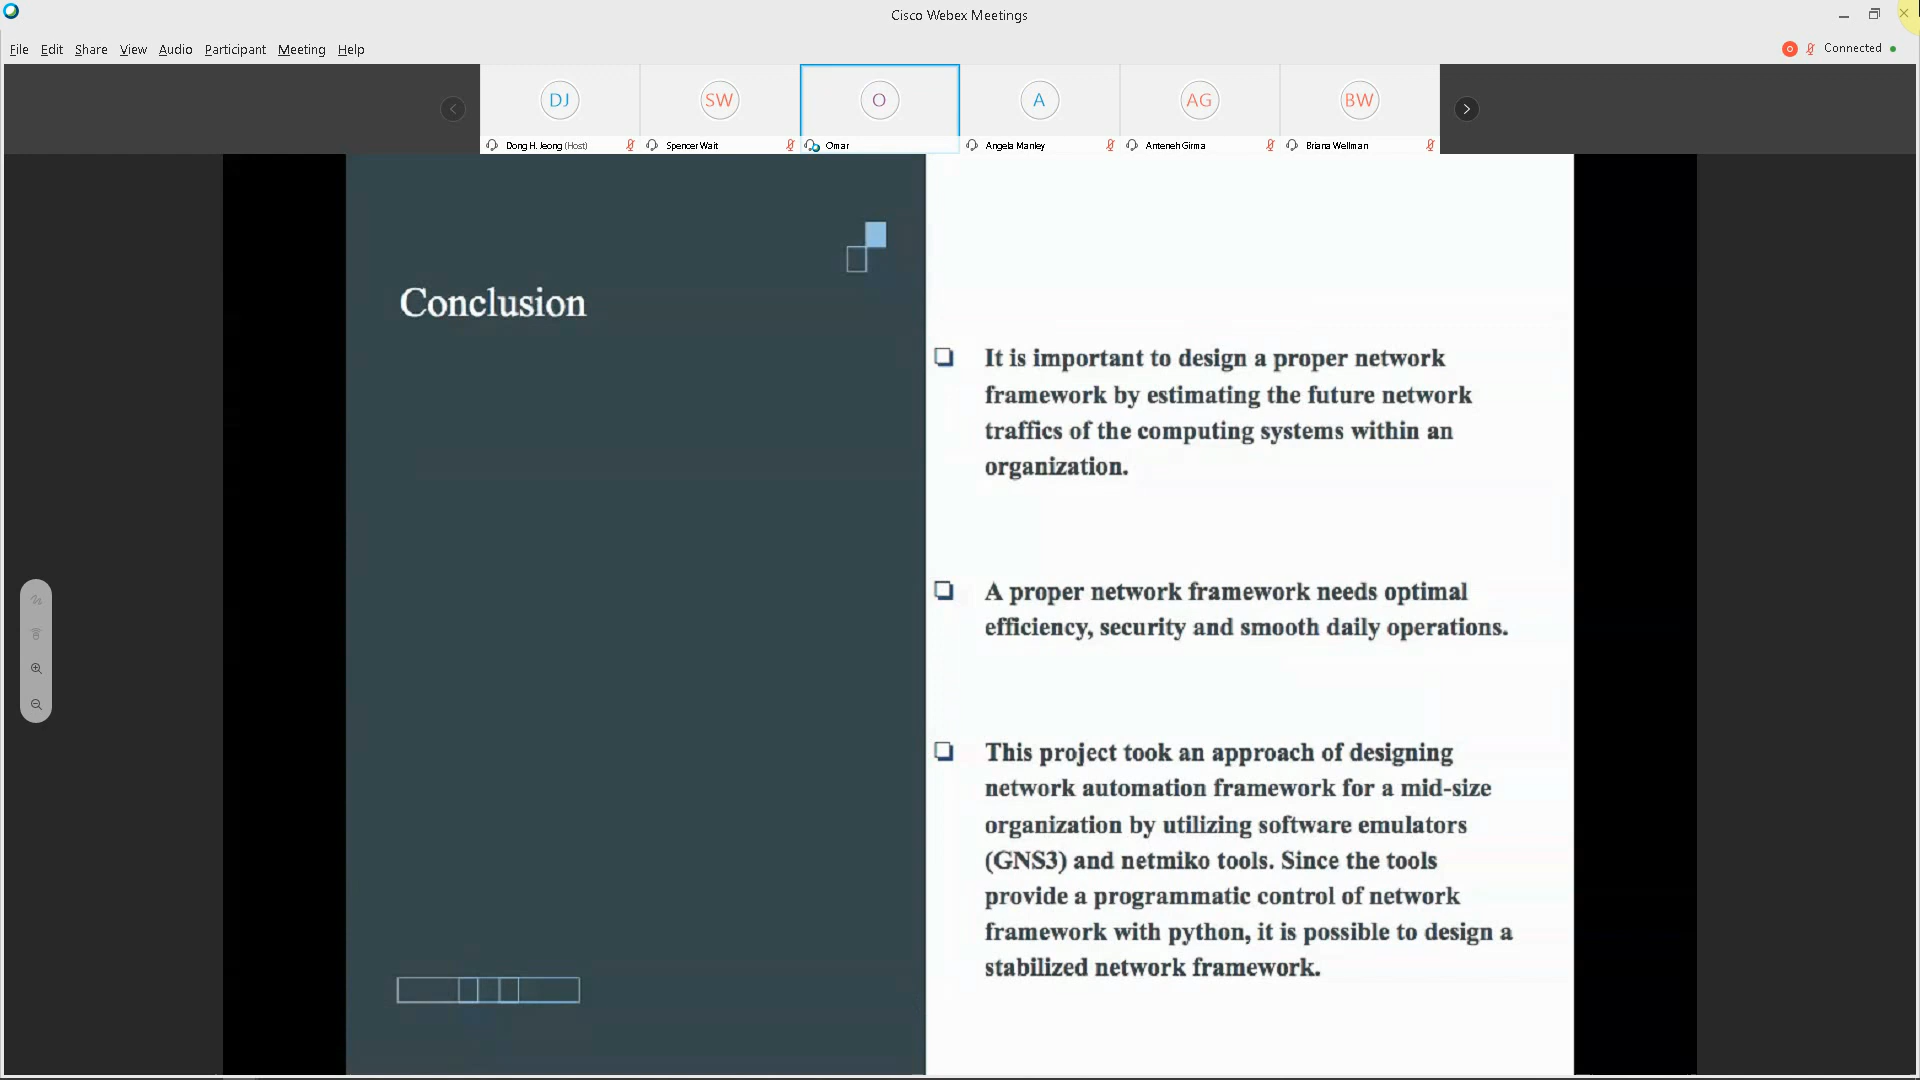 Cisco Webex Meetings
File Edit Share View Audio Participant Meeting Help
Connected
DJ SW O A AG BW
Dong H. Jeong (Host) Spencer Wait Omar Angela Manley Anteneh Girma Briana Wellman
Conclusion
It is important to design a proper network
framework by estimating the future network
traffics of the computing systems within an
organization.
A proper network framework needs optimal
efficiency, security and smooth daily operations.
This project took an approach of designing
network automation framework for a mid-size
organization by utilizing software emulators
(GNS3) and netmiko tools. Since the tools
provide a programmatic control of network
framework with python, it is possible to design a
stabilized network framework.